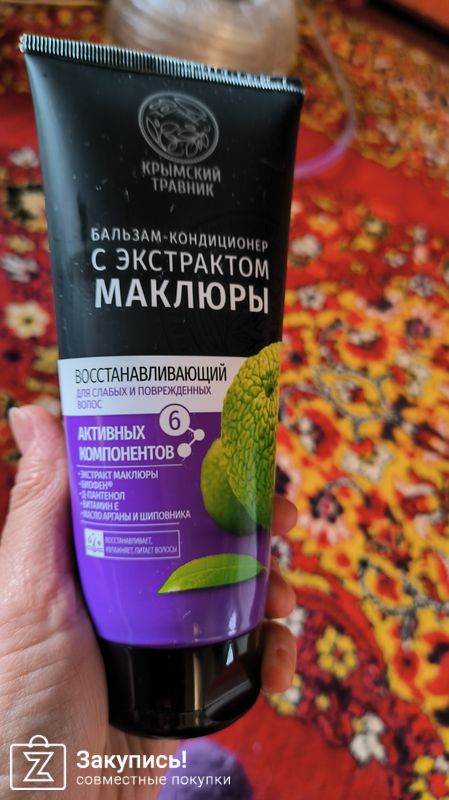 КРЫМСКИЙ
ТРАВНИК
БАЛЬЗАМ-КОНДИЦИОНЕР
С ЭКСТРАКТОМ
МАКЛЮРЫ
ВОССТАНАВЛИВАЮЩИЙ
ДЛЯ СЛАБЫХ И ПОВРЕЖДЕННЫХ
ВОЛОС
6
АКТИВНЫХ
КОМПОНЕНТОВ
•ЭКСТРАКТ МАКЛЮРЫ
•БИОФЕН®
•Д-ПАНТЕНОЛ
•ВИТАМИН Е
•МАСЛО АРГАНЫ И ШИПОВНИКА
ВОССТАНАВЛИВАЕТ,
УВЛАЖНЯЕТ, ПИТАЕТ ВОЛОСЫ
Z Закупись!
совместные покупки